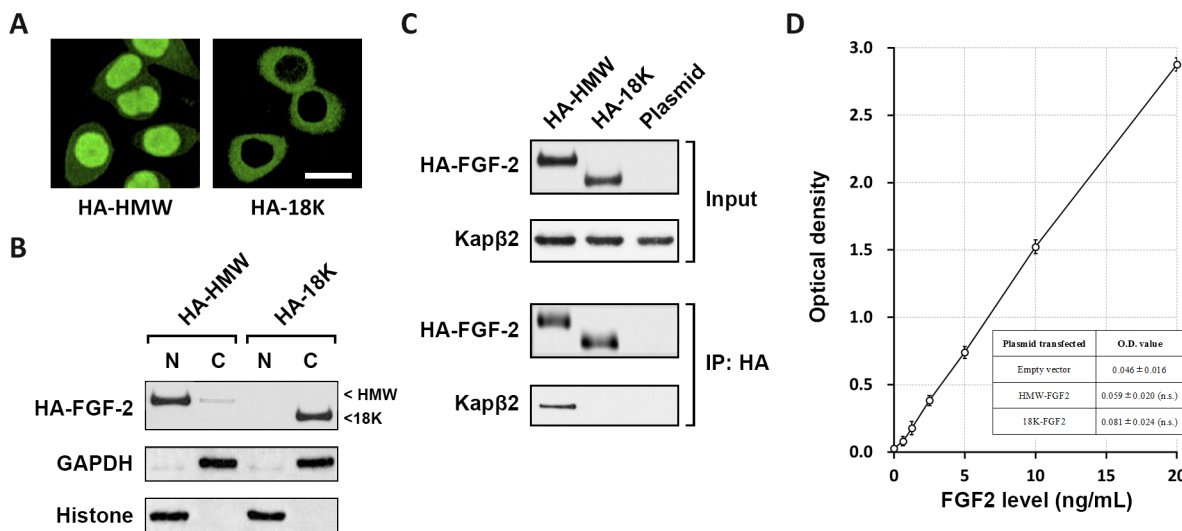 A
HA-HMW HA-18K
B
HA-HMW HA-18K
N C N C
HA-FGF-2 < HMW
<18K
GAPDH
Histone
C
HA-HMW HA-18K Plasmid
HA-FGF-2
Kapβ2
Input
HA-FGF-2
Kapβ2
IP: HA
D
Optical density
3.0
2.5
2.0
1.5
1.0
0.5
0.0
0 5 10 15 20
FGF2 level (ng/mL)
Plasmid transfected O.D. value
Empty vector 0.046 ± 0.016
HMW-FGF2 0.059 ± 0.020 (n.s.)
18K-FGF2 0.081 ± 0.024 (n.s.)